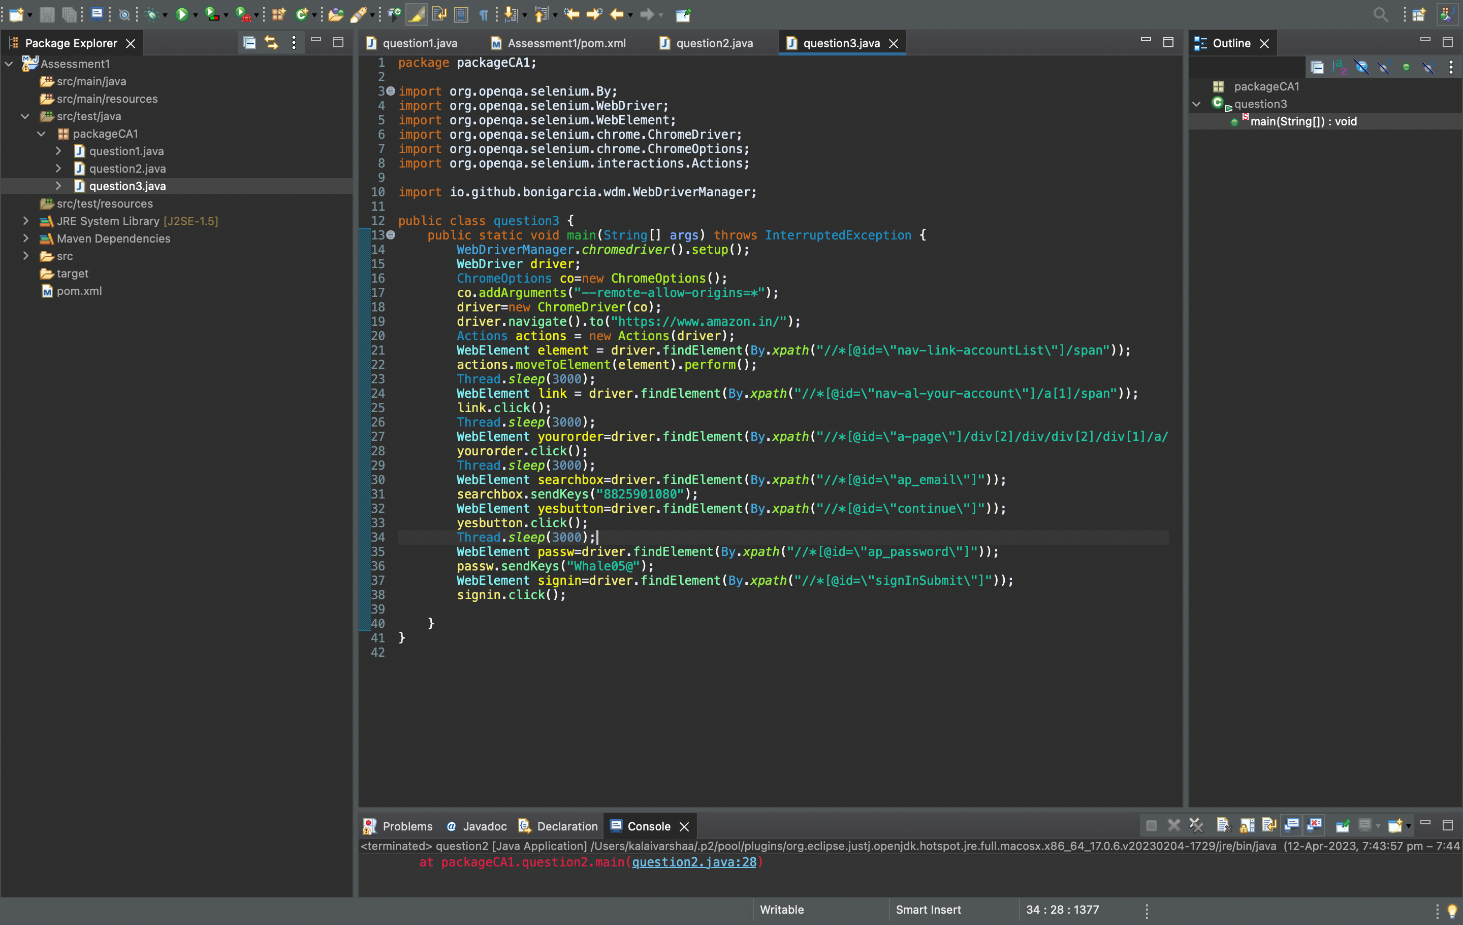 Package Explorer
Assessment1
src/main/java
src/main/resources
src/test/java
packageCA1
question1.java
question2.java
question3.java
src/test/resources
JRE System Library [J2SE-1.5]
Maven Dependencies
src
target
pom.xml
question1.java
Assessment1/pom.xml
question2.java
question3.java
1 package packageCA1;
2
3 import org.openqa.selenium.By;
4 import org.openqa.selenium.WebDriver;
5 import org.openqa.selenium.WebElement;
6 import org.openqa.selenium.chrome.ChromeDriver;
7 import org.openqa.selenium.chrome.ChromeOptions;
8 import org.openqa.selenium.interactions.Actions;
9
10 import io.github.bonigarcia.wdm.WebDriverManager;
11
12 public class question3 {
13 public static void main(String[] args) throws InterruptedException {
14 WebDriverManager.chromedriver().setup();
15 WebDriver driver;
16 ChromeOptions co=new ChromeOptions();
17 co.addArguments("--remote-allow-origins=*");
18 driver=new ChromeDriver(co);
19 driver.navigate().to("https://www.amazon.in/");
20 Actions actions = new Actions(driver);
21 WebElement element = driver.findElement(By.xpath("//*[@id=\"nav-link-accountList\"]/span"));
22 actions.moveToElement(element).perform();
23 Thread.sleep(3000);
24 WebElement link = driver.findElement(By.xpath("//*[@id=\"nav-al-your-account\"]/a[1]/span"));
25 link.click();
26 Thread.sleep(3000);
27 WebElement yourorder=driver.findElement(By.xpath("//*[@id=\"a-page\"]/div[2]/div/div[2]/div[1]/a/
28 yourorder.click();
29 Thread.sleep(3000);
30 WebElement searchbox=driver.findElement(By.xpath("//*[@id=\"ap_email\"]"));
31 searchbox.sendKeys("8825901080");
32 WebElement yesbutton=driver.findElement(By.xpath("//*[@id=\"continue\"]"));
33 yesbutton.click();
34 Thread.sleep(3000);
35 WebElement passw=driver.findElement(By.xpath("//*[@id=\"ap_password\"]"));
36 passw.sendKeys("Whale05@");
37 WebElement signin=driver.findElement(By.xpath("//*[@id=\"signInSubmit\"]"));
38 signin.click();
39
40 }
41 }
42
Outline
packageCA1
question3
main(String[]) : void
Problems
Javadoc
Declaration
Console
<terminated> question2 [Java Application] /Users/kalaivarshaa/.p2/pool/plugins/org.eclipse.justj.openjdk.hotspot.jre.full.macosx.x86_64_17.0.6.v20230204-1729/jre/bin/java (12-Apr-2023, 7:43:57 pm – 7:44
at packageCA1.question2.main(question2.java:28)
Writable
Smart Insert
34 : 28 : 1377